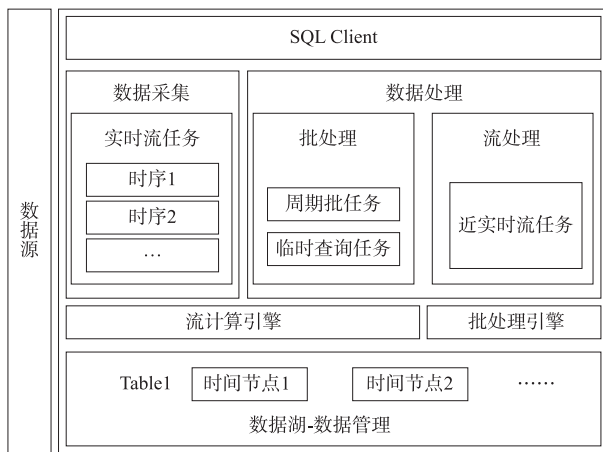 数据源
SQL Client
数据采集
实时流任务
时序1
时序2
…
数据处理
批处理
周期批任务
临时查询任务
流处理
近实时流任务
流计算引擎
批处理引擎
Table1 时间节点1 时间节点2 ……
数据湖-数据管理